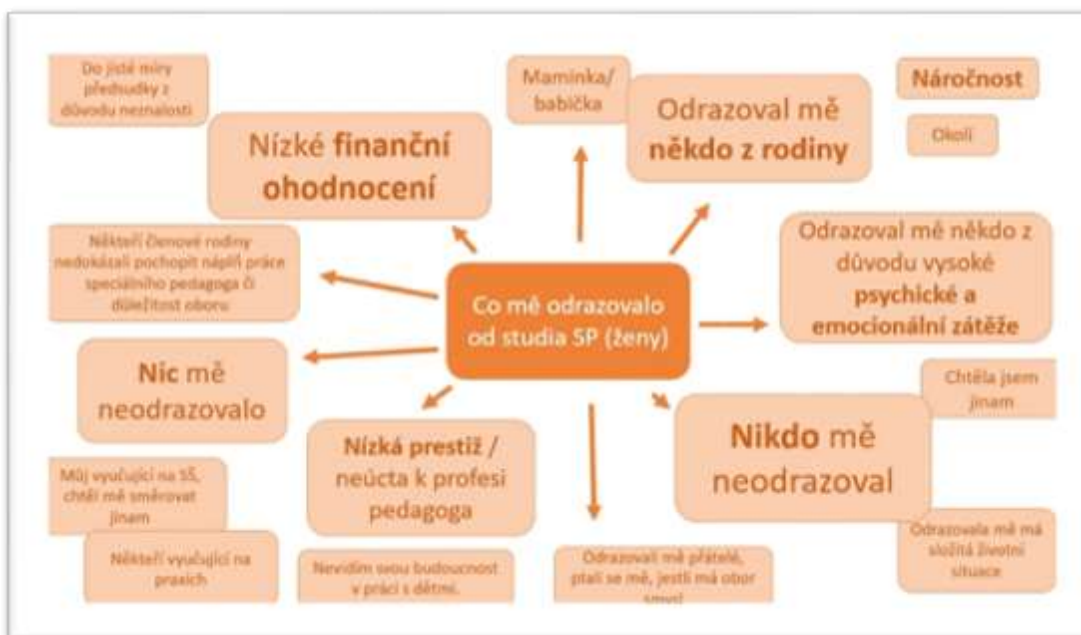 Do jisté míry
předsudky z
důvodu neznalosti
Nízké finanční
ohodnocení
Maminka/
babička
Odrazoval mě
někdo z rodiny
Náročnost
Okolí
Někteří členové rodiny
nedokázali pochopit náplň práce
speciálního pedagoga či
důležitost oboru
Co mě odrazovalo
od studia SP (ženy)
Odrazoval mě někdo z
důvodu vysoké
psychické a
emocionální zátěže
Nic mě
neodrazovalo
Nízká prestiž /
neúcta k profesi
pedagoga
Nikdo mě
neodrazoval
Chtěla jsem
jinam
Můj vyučující na SŠ,
chtěl mě směrovat
jinam
Někteří vyučující na
praxích
Nevidím svou budoucnost
v práci s dětmi.
Odrazovali mě přátelé,
ptali se mě, jestli má obor
smysl
Odrazovala mě má
složitá životní
situace